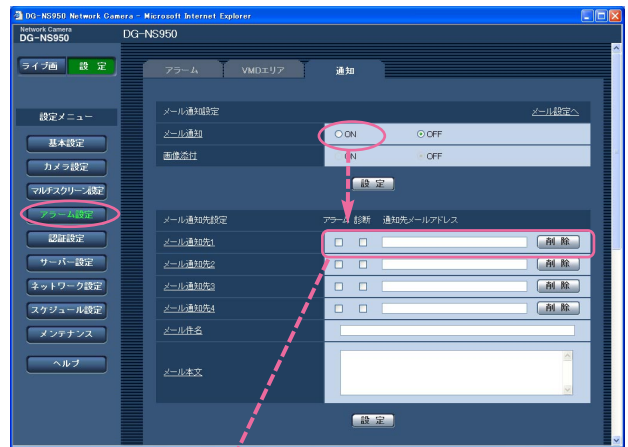 DG-NS950 Network Camera - Microsoft Internet Explorer
Network Camera
DG-NS950
DG-NS950
ライブ画 設 定
アラーム VMDエリア 通知
設定メニュー
基本設定
カメラ設定
マルチスクリーン設定
アラーム設定
認証設定
サーバー設定
ネットワーク設定
スケジュール設定
メンテナンス
ヘルプ
メール通知設定 メール設定へ
メール通知 ON OFF
画像添付 ON OFF
設 定
メール通知先設定 アラーム 診断 通知先メールアドレス
メール通知先1 削 除
メール通知先2 削 除
メール通知先3 削 除
メール通知先4 削 除
メール件名
メール本文
設 定